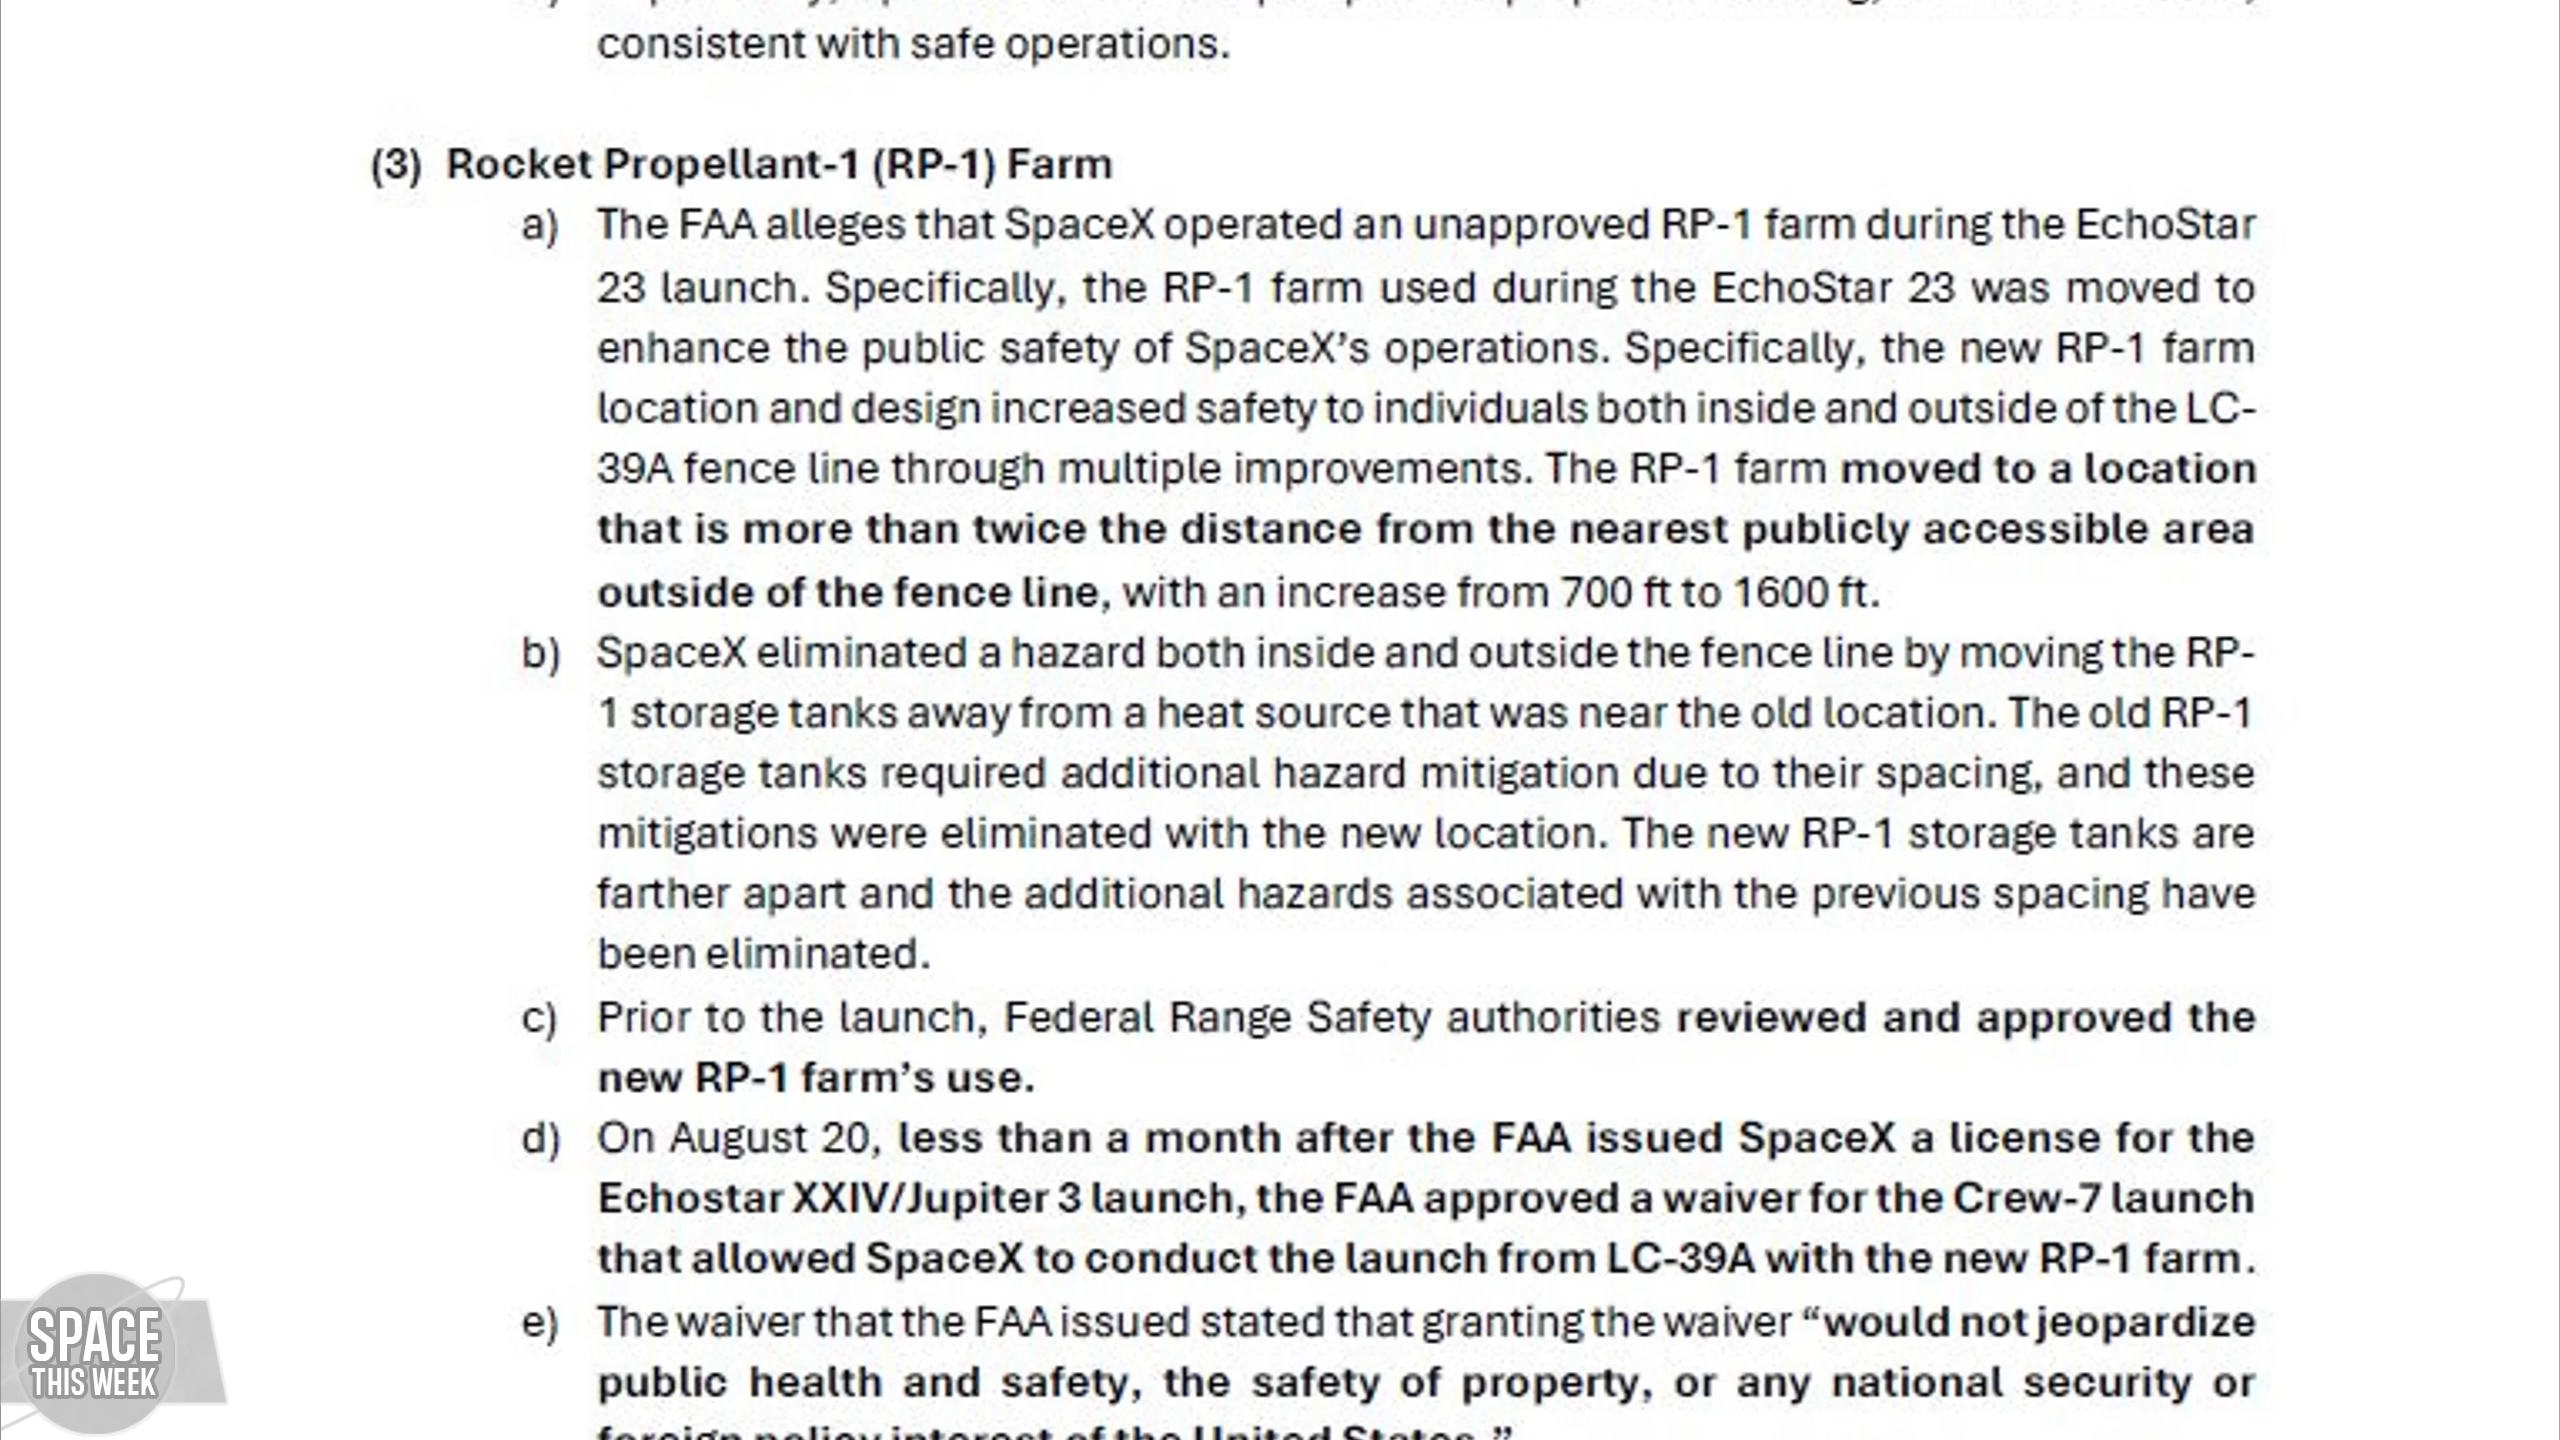 consistent with safe operations.
(3) Rocket Propellant-1 (RP-1) Farm
a) The FAA alleges that SpaceX operated an unapproved RP-1 farm during the EchoStar
23 launch. Specifically, the RP-1 farm used during the EchoStar 23 was moved to
enhance the public safety of SpaceX’s operations. Specifically, the new RP-1 farm
location and design increased safety to individuals both inside and outside of the LC-
39A fence line through multiple improvements. The RP-1 farm moved to a location
that is more than twice the distance from the nearest publicly accessible area
outside of the fence line, with an increase from 700 ft to 1600 ft.
b) SpaceX eliminated a hazard both inside and outside the fence line by moving the RP-
1 storage tanks away from a heat source that was near the old location. The old RP-1
storage tanks required additional hazard mitigation due to their spacing, and these
mitigations were eliminated with the new location. The new RP-1 storage tanks are
farther apart and the additional hazards associated with the previous spacing have
been eliminated.
c) Prior to the launch, Federal Range Safety authorities reviewed and approved the
new RP-1 farm’s use.
d) On August 20, less than a month after the FAA issued SpaceX a license for the
Echostar XXIV/Jupiter 3 launch, the FAA approved a waiver for the Crew-7 launch
that allowed SpaceX to conduct the launch from LC-39A with the new RP-1 farm.
e) The waiver that the FAA issued stated that granting the waiver “would not jeopardize
public health and safety, the safety of property, or any national security or
foreign policy interest of the United States.”
SPACE
THIS WEEK